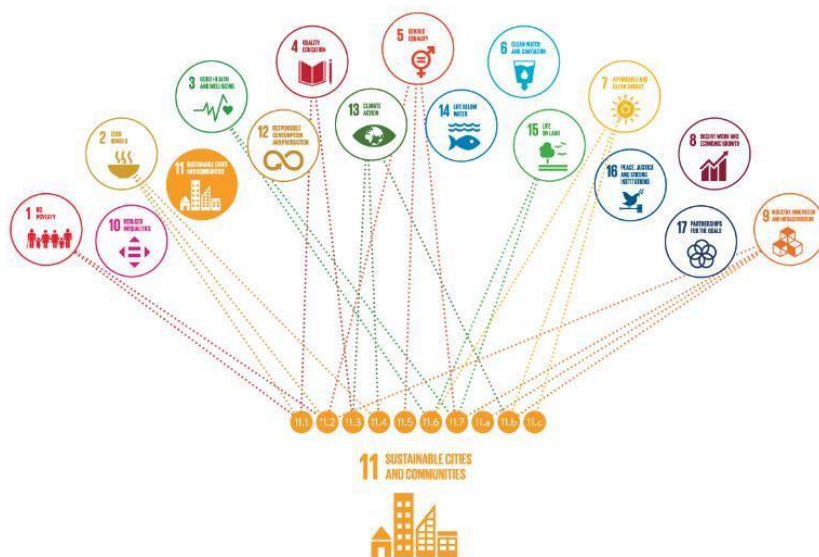 4 QUALITY
EDUCATION
5 GENDER
EQUALITY
6 CLEAN WATER
AND SANITATION
3 GOOD HEALTH
AND WELL-BEING
7 AFFORDABLE AND
CLEAN ENERGY
2 ZERO
HUNGER
12 RESPONSIBLE
CONSUMPTION
AND PRODUCTION
13 CLIMATE
ACTION
14 LIFE BELOW
WATER
15 LIFE
ON LAND
8 DECENT WORK AND
ECONOMIC GROWTH
11 SUSTAINABLE CITIES
AND COMMUNITIES
16 PEACE, JUSTICE
AND STRONG
INSTITUTIONS
1 NO
POVERTY
10 REDUCED
INEQUALITIES
17 PARTNERSHIPS
FOR THE GOALS
9 INDUSTRY, INNOVATION
AND INFRASTRUCTURE
11.1 11.2 11.3 11.4 11.5 11.6 11.7 11.a 11.b 11.c
11 SUSTAINABLE CITIES
AND COMMUNITIES